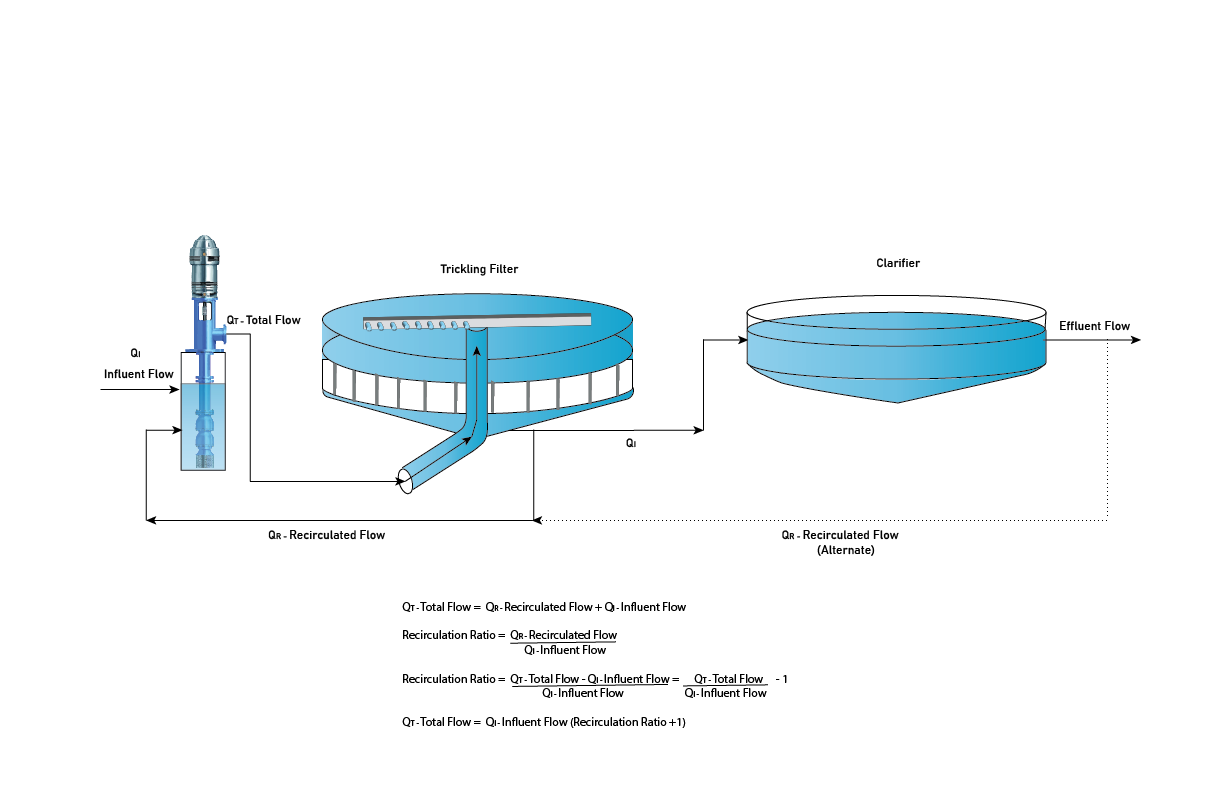 Trickling Filter
Clarifier
QT - Total Flow
Effluent Flow
QI
Influent Flow
QI
QR - Recirculated Flow
QR - Recirculated Flow
(Alternate)
QT - Total Flow = QR - Recirculated Flow + QI - Influent Flow
Recirculation Ratio = QR - Recirculated Flow
QI - Influent Flow
Recirculation Ratio = QT - Total Flow - QI - Influent Flow = QT - Total Flow - 1
QI - Influent Flow QI - Influent Flow
QT - Total Flow = QI - Influent Flow (Recirculation Ratio +1)